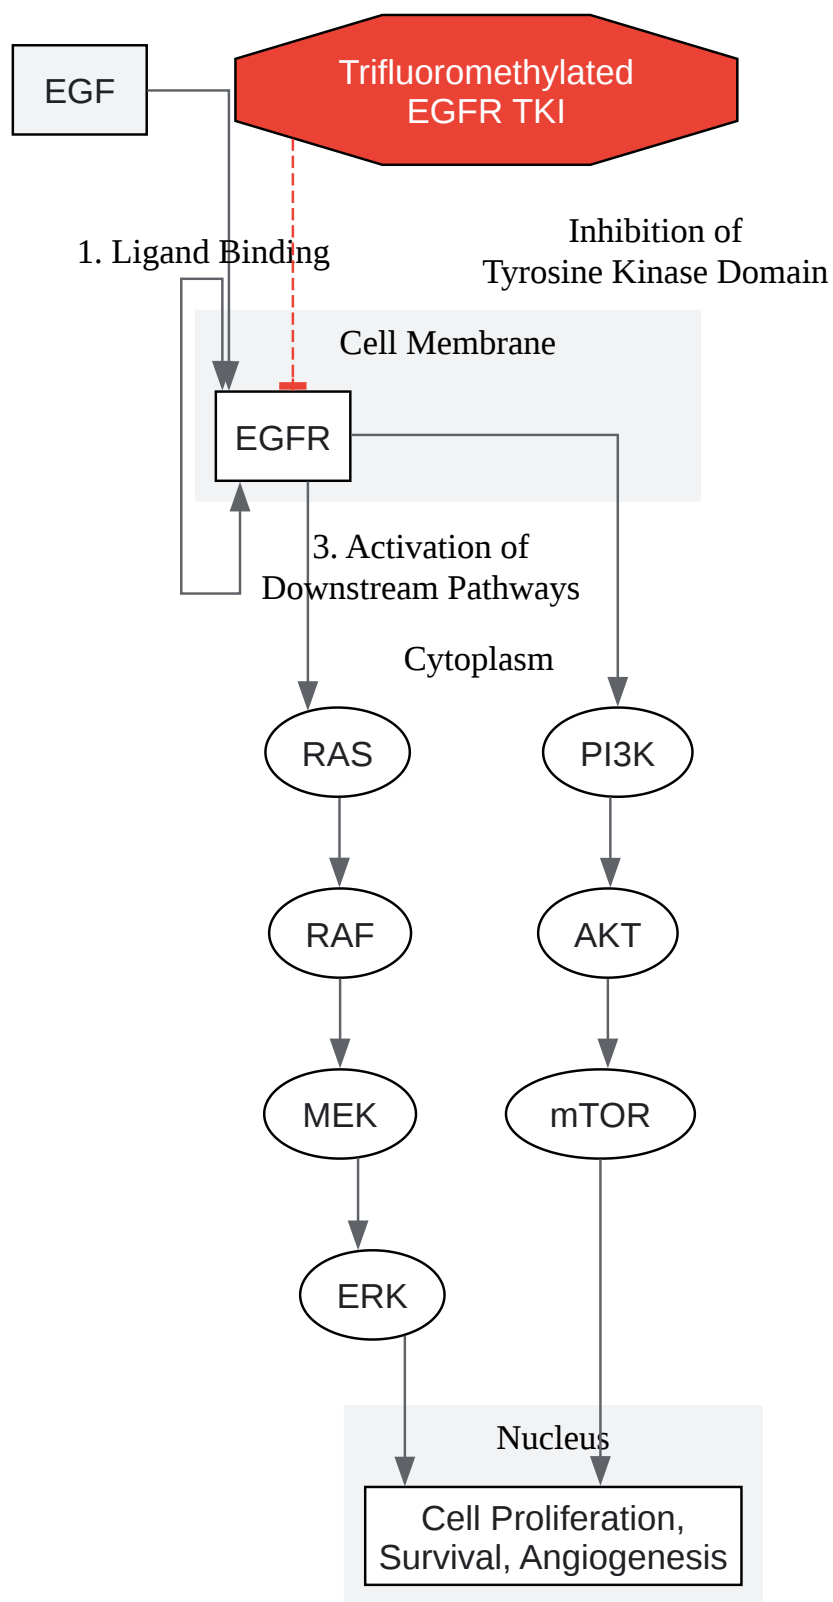 EGF
Trifluoromethylated
EGFR TKI
1. Ligand Binding
Inhibition of
Tyrosine Kinase Domain
Cell Membrane
EGFR
3. Activation of
Downstream Pathways
Cytoplasm
RAS
PI3K
RAF
AKT
MEK
mTOR
ERK
Nucleus
Cell Proliferation,
Survival, Angiogenesis